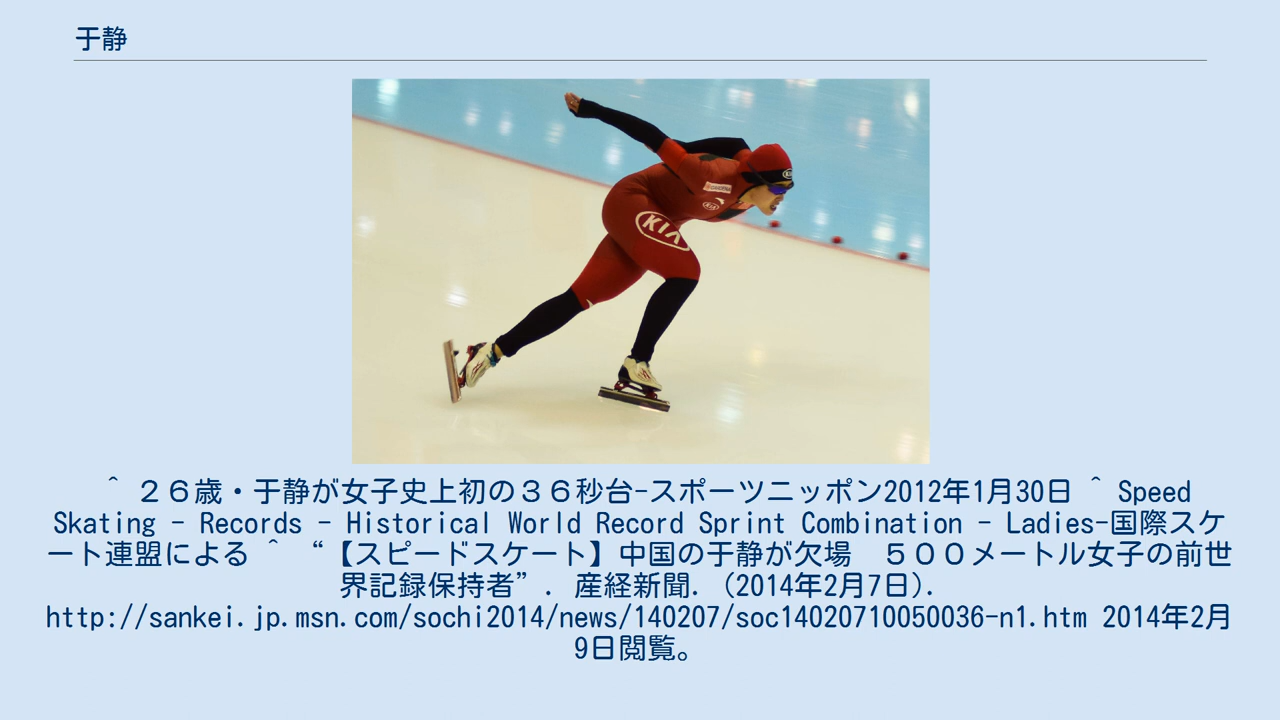 于静
KIA
^ ２６歳・于静が女子史上初の３６秒台-スポーツニッポン2012年1月30日 ^ Speed
Skating - Records - Historical World Record Sprint Combination - Ladies-国際スケ
ート連盟による ^ “【スピードスケート】中国の于静が欠場　５００メートル女子の前世
界記録保持者”. 産経新聞. (2014年2月7日).
http://sankei.jp.msn.com/sochi2014/news/140207/soc14020710050036-n1.htm 2014年2月
9日閲覧。